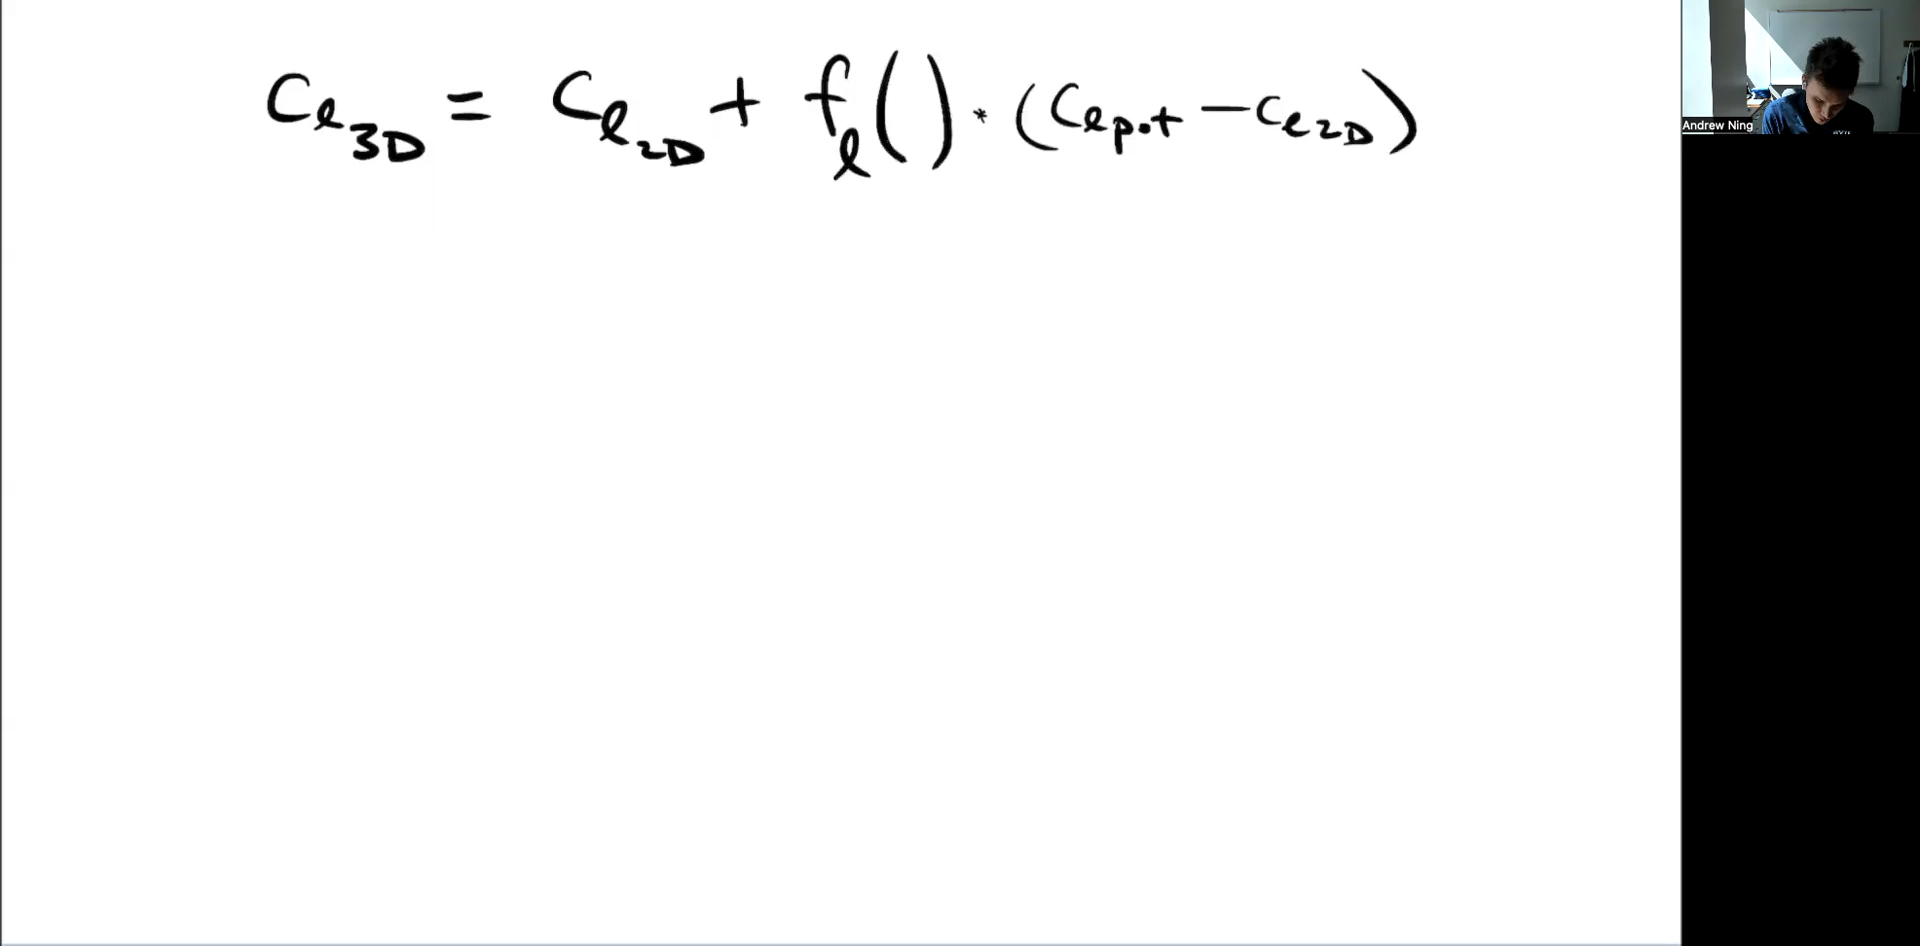 Cℓ3D = Cℓ2D + fℓ( ) * (Cℓpot − Cℓ2D)
Andrew Ning